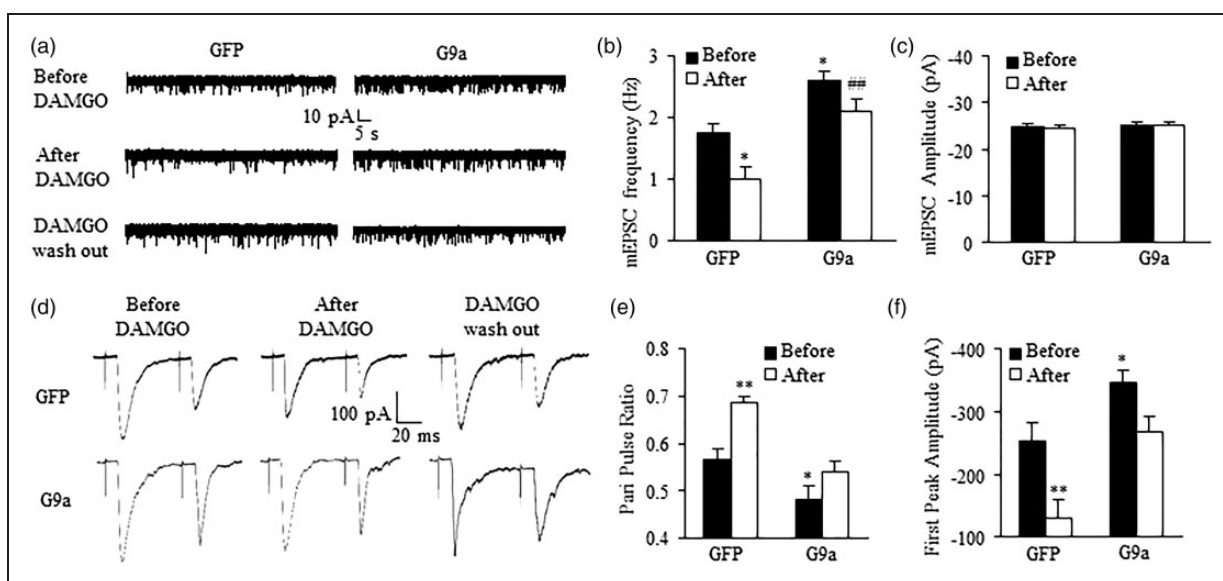 (a)
GFP G9a
Before
DAMGO
10 pA
5 s
After
DAMGO
DAMGO
wash out
(b)
mEPSC frequency (Hz)
3
2
1
0
Before
After
*
*
##
GFP G9a
(c)
mEPSC Amplitude (pA)
-40
-30
-20
-10
0
Before
After
GFP G9a
(d)
Before
DAMGO
After
DAMGO
DAMGO
wash out
GFP
100 pA
20 ms
G9a
(e)
Pari Pulse Ratio
0.8
0.7
0.6
0.5
0.4
Before
After
**
*
GFP G9a
(f)
First Peak Amplitude (pA)
-400
-300
-200
-100
Before
After
**
*
GFP G9a